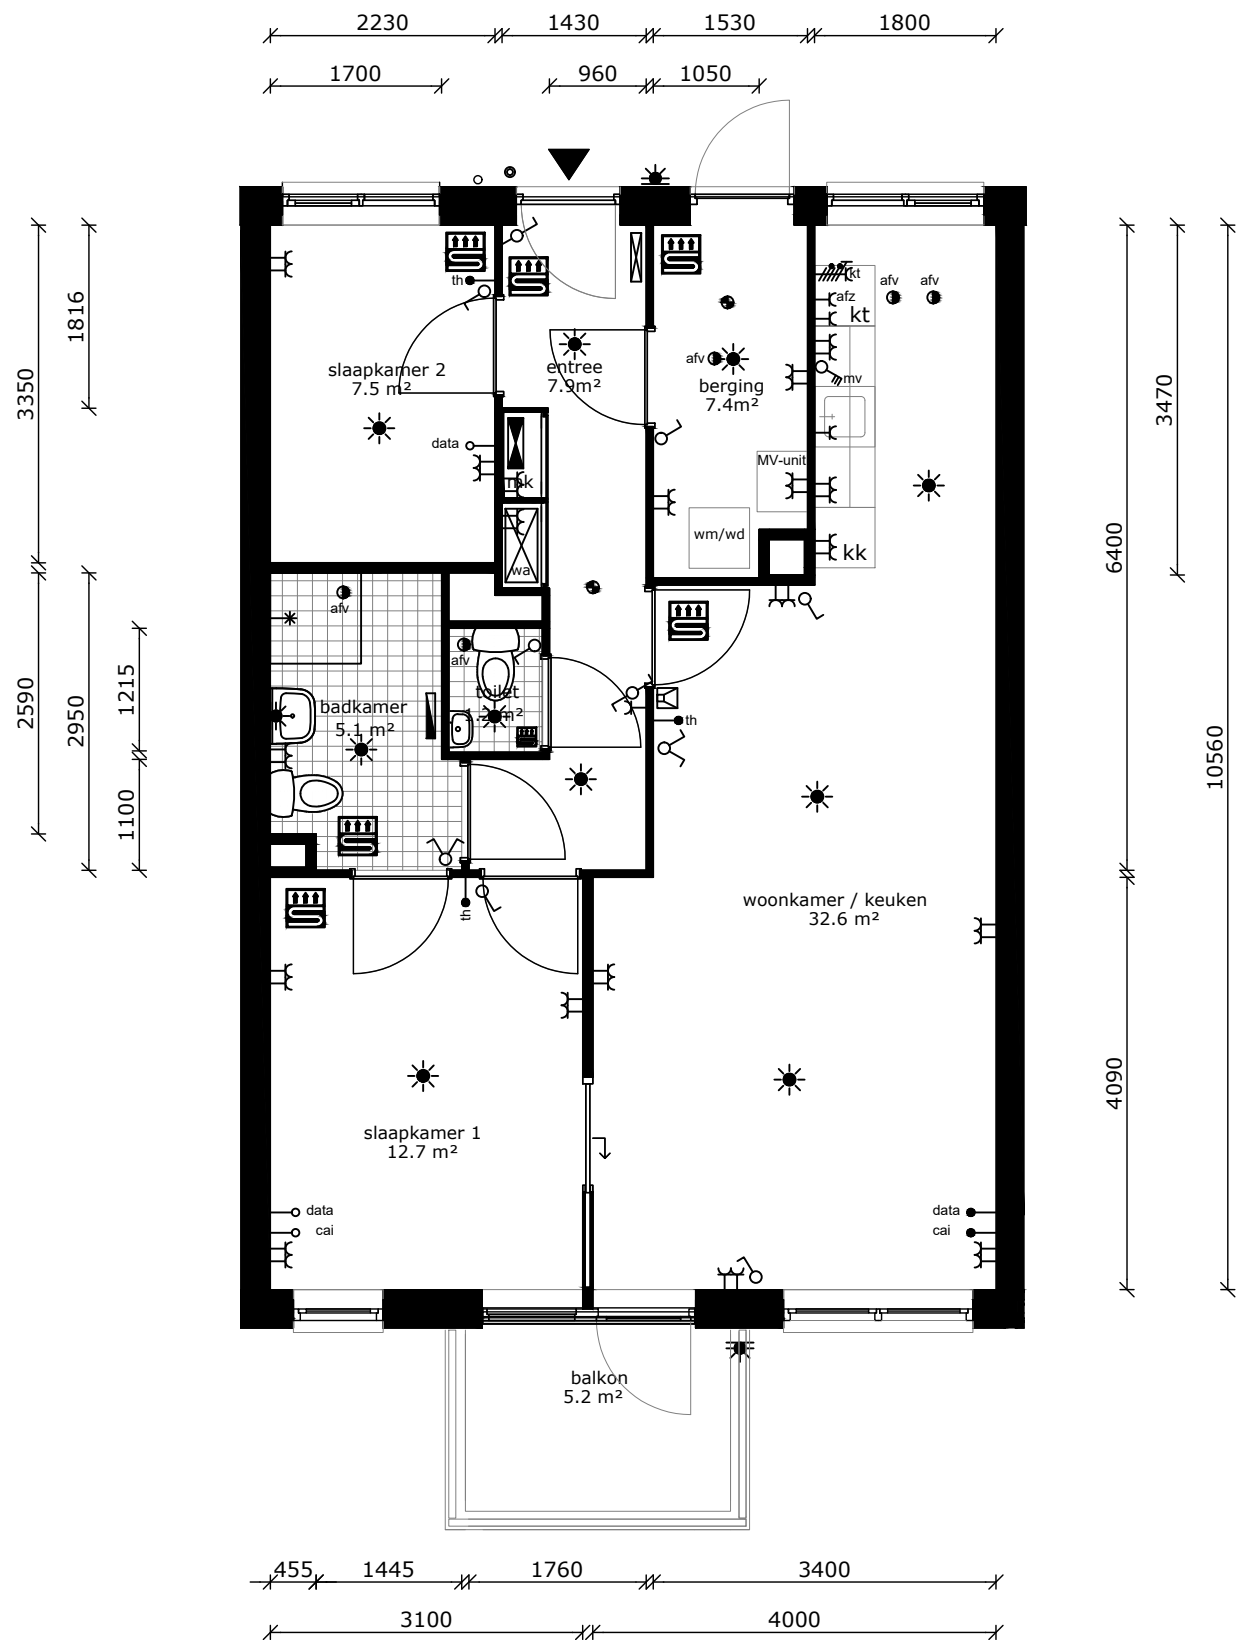 2230
1430
1530
1800
1700
960
1050
kt
afv
afv
th
afz
kt
1816
3350
slaapkamer 2
7.5 m²
entree
7.9m²
afv
berging
7.4m²
mv
3470
data
MV-unit
mk
wm/wd
kk
wa
6400
afv
afv
toilet
1.2 m²
1215
2590
2950
badkamer
5.1 m²
th
10560
1100
th
woonkamer / keuken
32.6 m²
4090
slaapkamer 1
12.7 m²
data
cai
data
cai
balkon
5.2 m²
455
1445
1760
3400
3100
4000